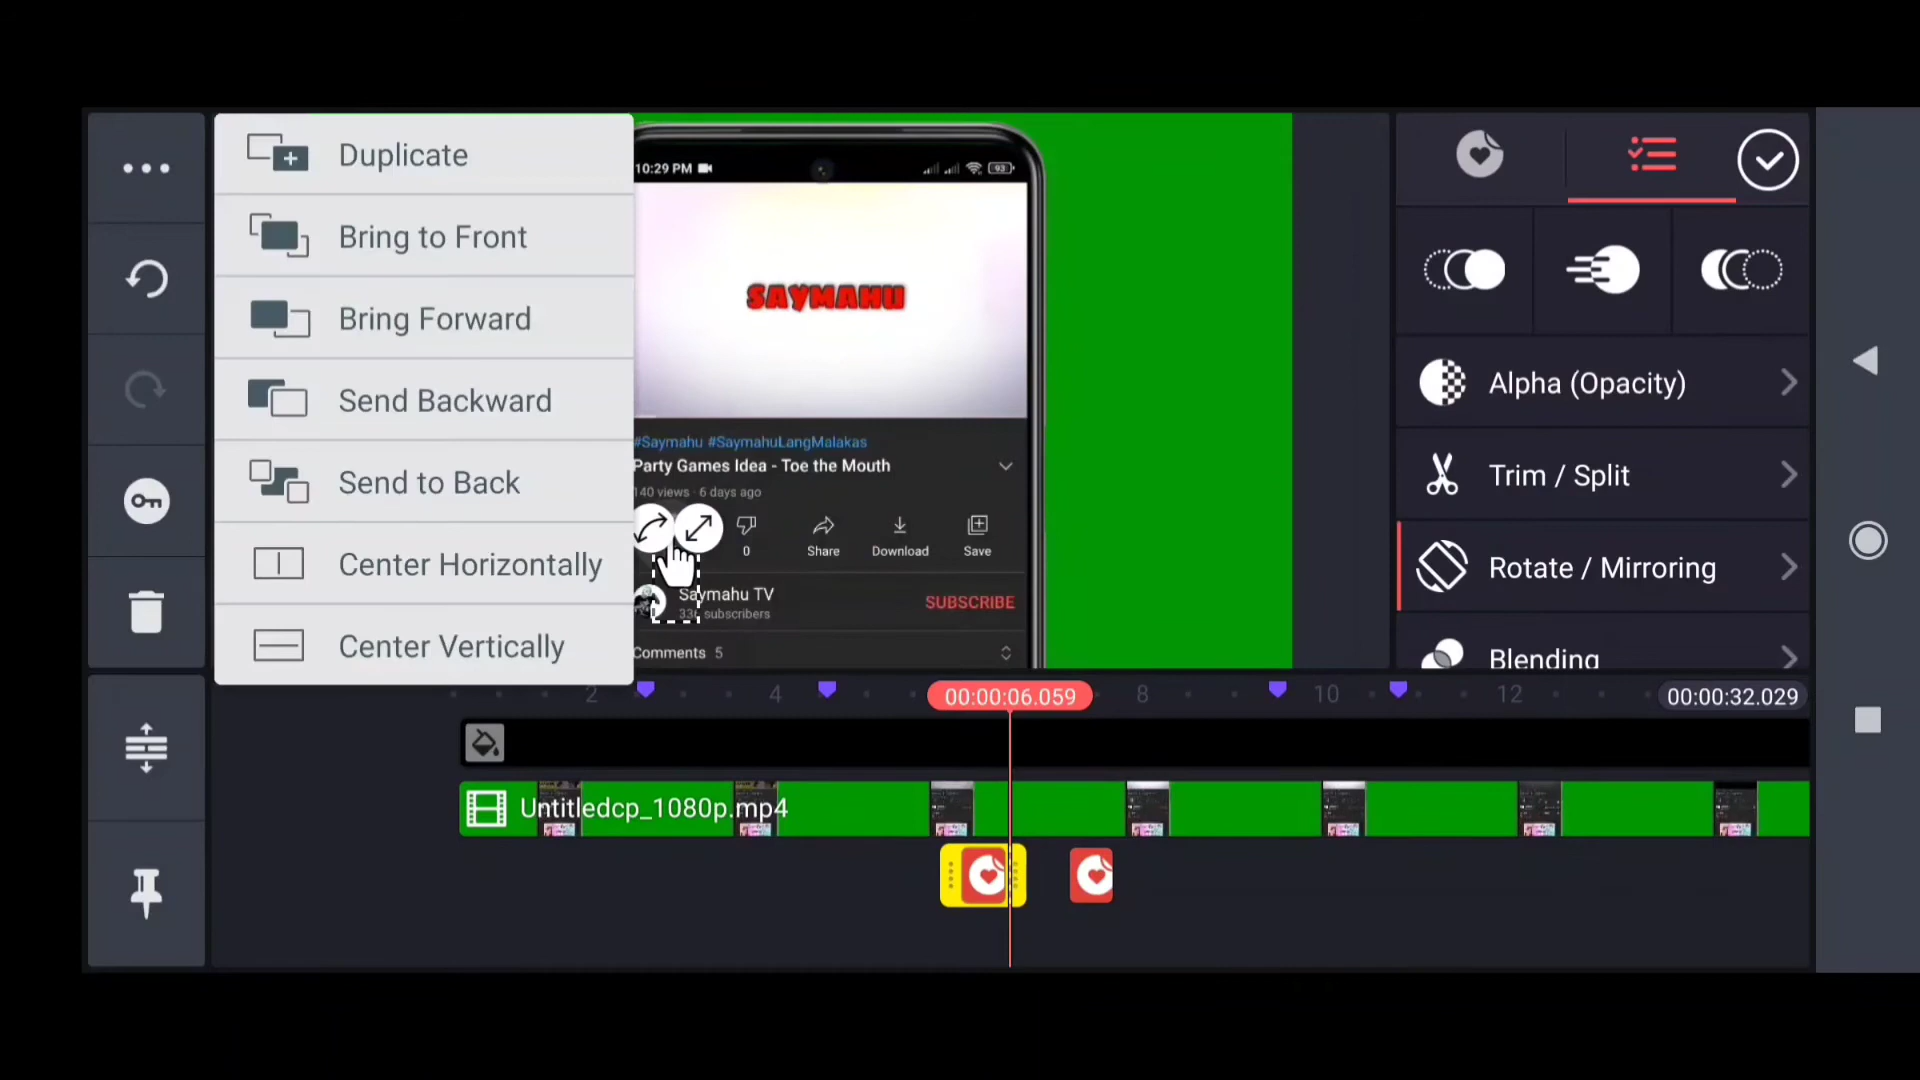 Duplicate
Bring to Front
Bring Forward
Send Backward
Send to Back
Center Horizontally
Center Vertically
10:29 PM
93
SAYMAHU
#Saymahu #SaymahuLangMalakas
Party Games Idea - Toe the Mouth
140 views · 6 days ago
0
Share
Download
Save
Saymahu TV
subscribers
SUBSCRIBE
Comments 5
Alpha (Opacity)
Trim / Split
Rotate / Mirroring
Blending
2
4
00:00:06.059
8
10
12
00:00:32.029
Untitledcp_1080p.mp4